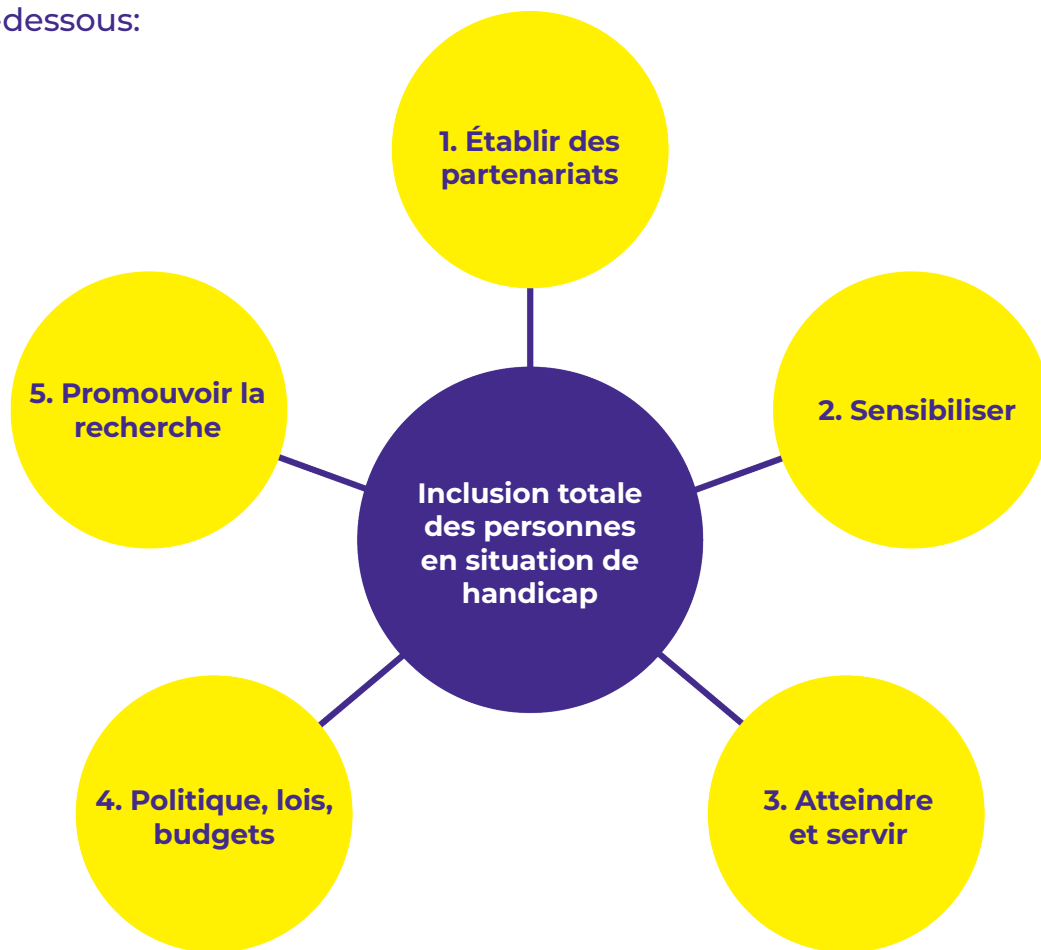 -dessous:
1. Établir des
partenariats
2. Sensibiliser
3. Atteindre
et servir
4. Politique, lois,
budgets
5. Promouvoir la
recherche
Inclusion totale
des personnes
en situation de
handicap